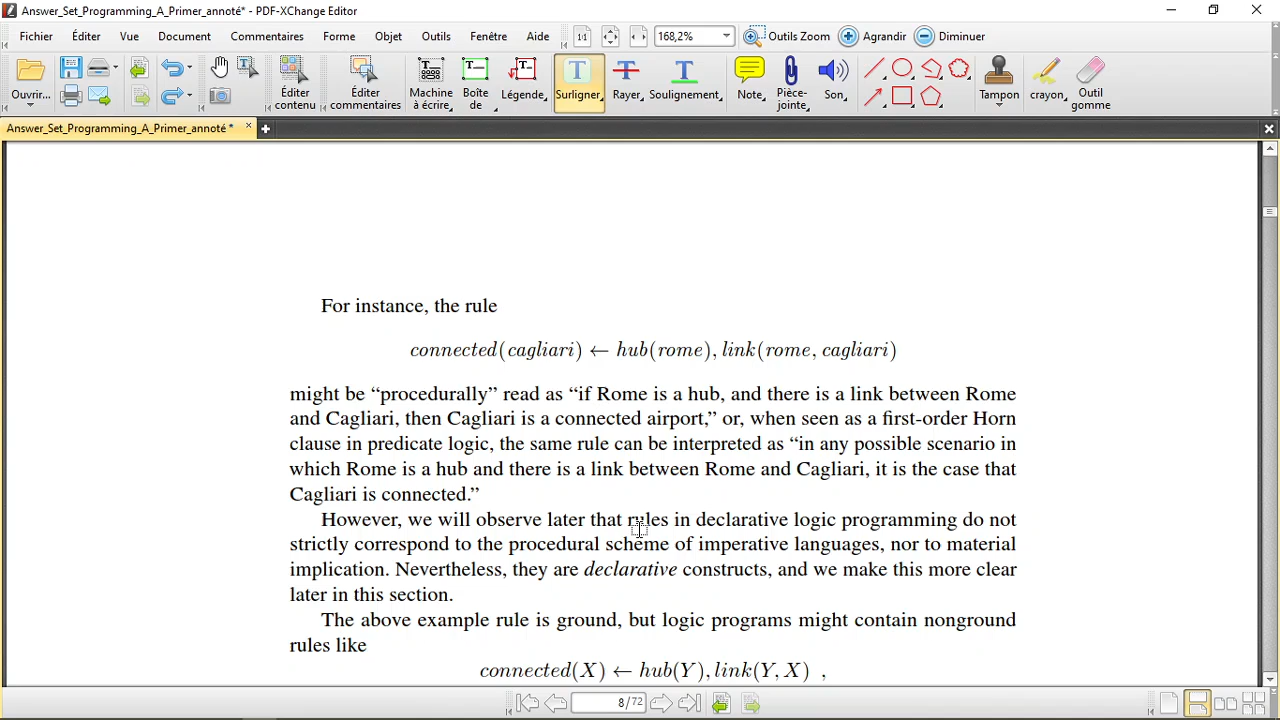 Answer_Set_Programming_A_Primer_annoté* - PDF-XChange Editor
Fichier Éditer Vue Document Commentaires Forme Objet Outils Fenêtre Aide 1:1 168,2% Outils Zoom Agrandir Diminuer
Ouvrir... Éditer contenu Éditer commentaires Machine à écrire Boîte de Légende Surligner Rayer Soulignement Note Pièce-jointe Son Tampon crayon Outil gomme
Answer_Set_Programming_A_Primer_annoté *
For instance, the rule
connected(cagliari) ← hub(rome), link(rome, cagliari)
might be “procedurally” read as “if Rome is a hub, and there is a link between Rome
and Cagliari, then Cagliari is a connected airport,” or, when seen as a first-order Horn
clause in predicate logic, the same rule can be interpreted as “in any possible scenario in
which Rome is a hub and there is a link between Rome and Cagliari, it is the case that
Cagliari is connected.”
However, we will observe later that rules in declarative logic programming do not
strictly correspond to the procedural scheme of imperative languages, nor to material
implication. Nevertheless, they are declarative constructs, and we make this more clear
later in this section.
The above example rule is ground, but logic programs might contain nonground
rules like
connected(X) ← hub(Y), link(Y, X) ,
8/72